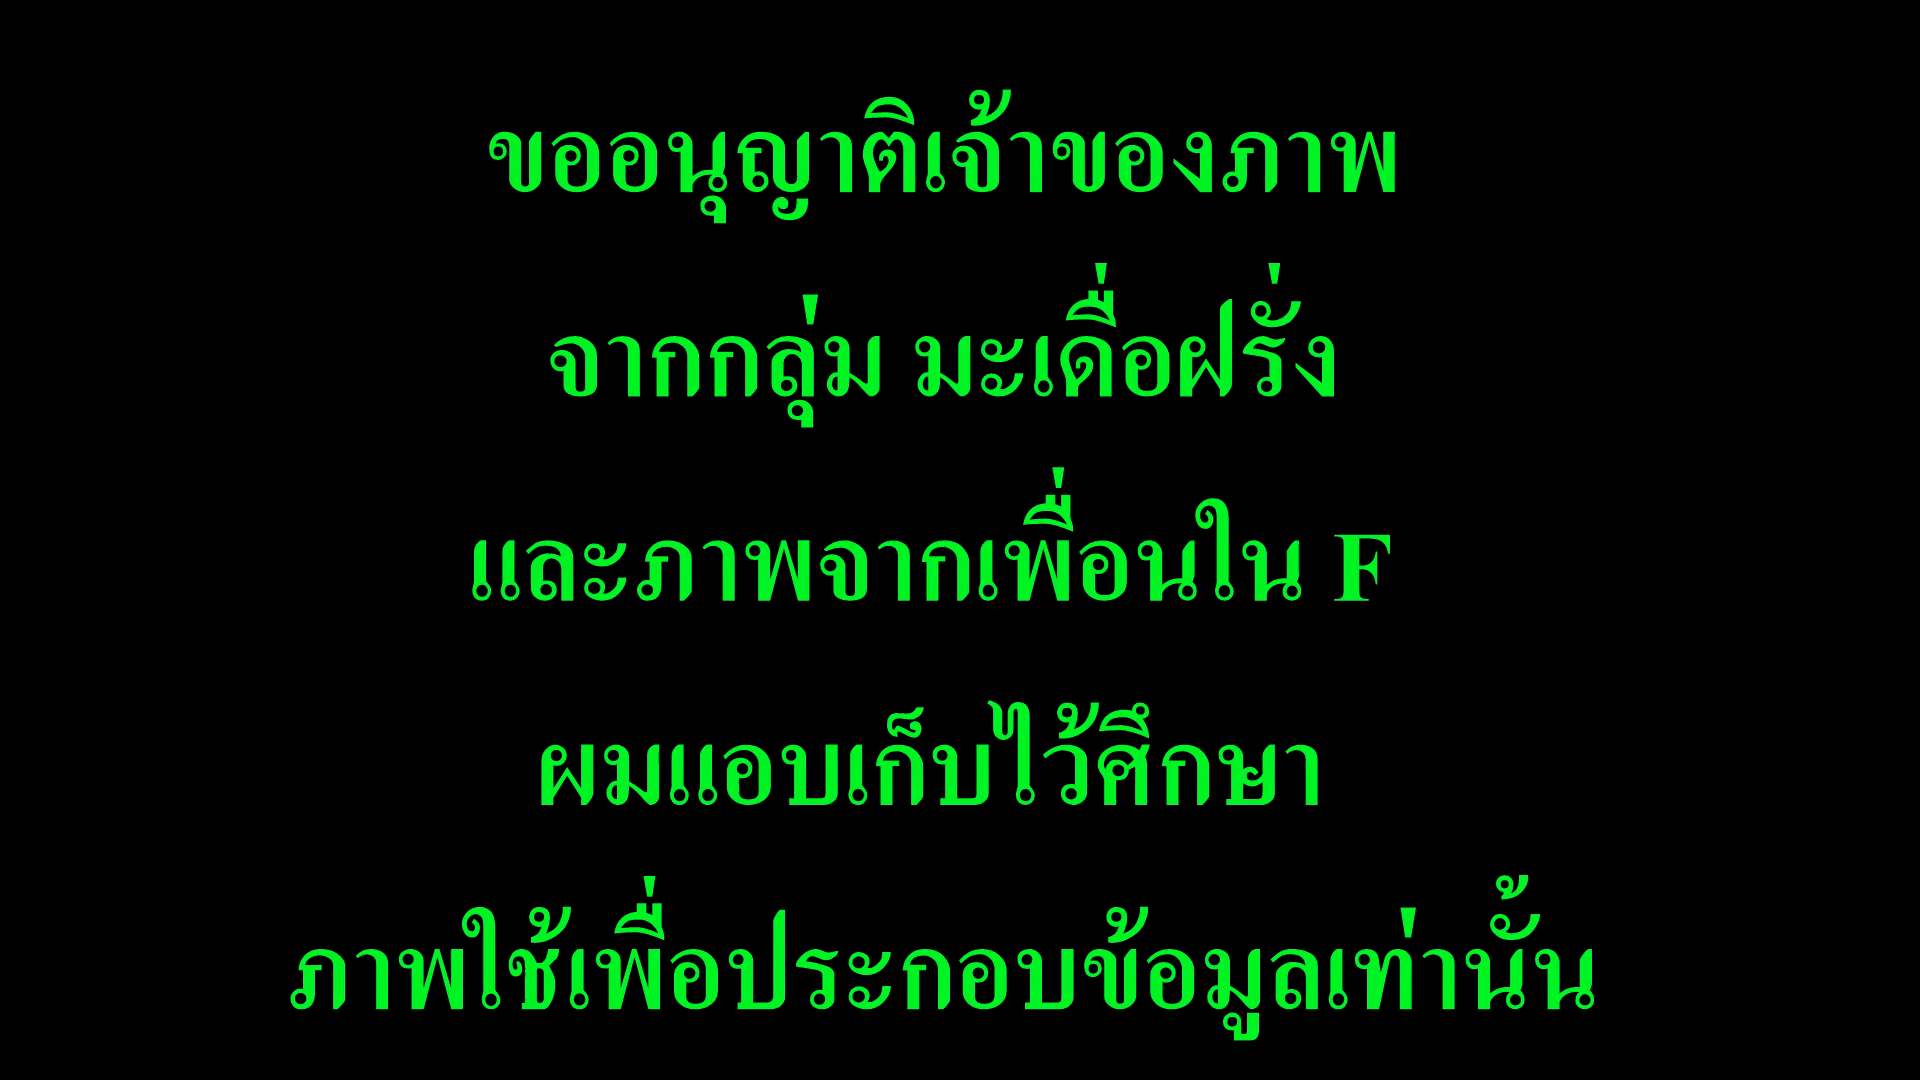 ขออนุญาติเจ้าของภาพ
จากกลุ่ม มะเดื่อฝรั่ง
และภาพจากเพื่อนใน F
ผมแอบเก็บไว้ศึกษา
ภาพใช้เพื่อประกอบข้อมูลเท่านั้น